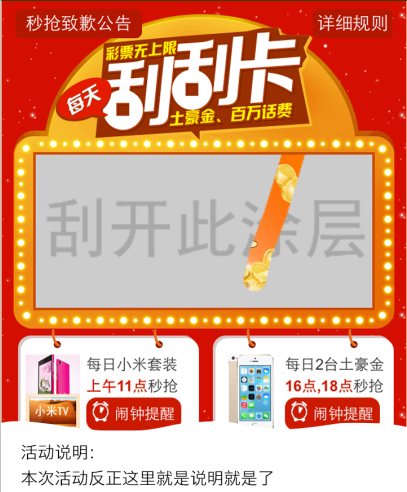 秒抢致歉公告
详细规则
彩票无上限
每天
刮刮卡
土豪金、百万话费
刮开此涂层
每日小米套装
上午11点秒抢
小米TV
闹钟提醒
每日2台土豪金
16点,18点秒抢
闹钟提醒
活动说明:
本次活动反正这里就是说明就是了